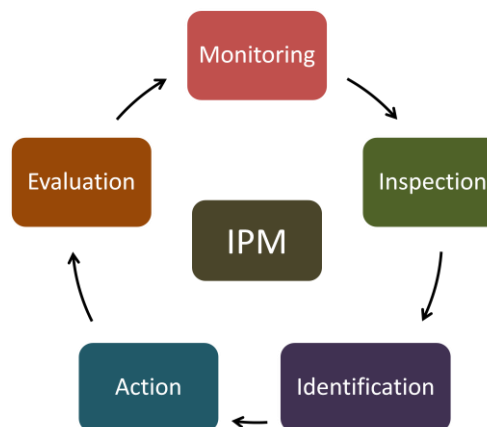 Monitoring
Evaluation
Inspection
IPM
Action
Identification